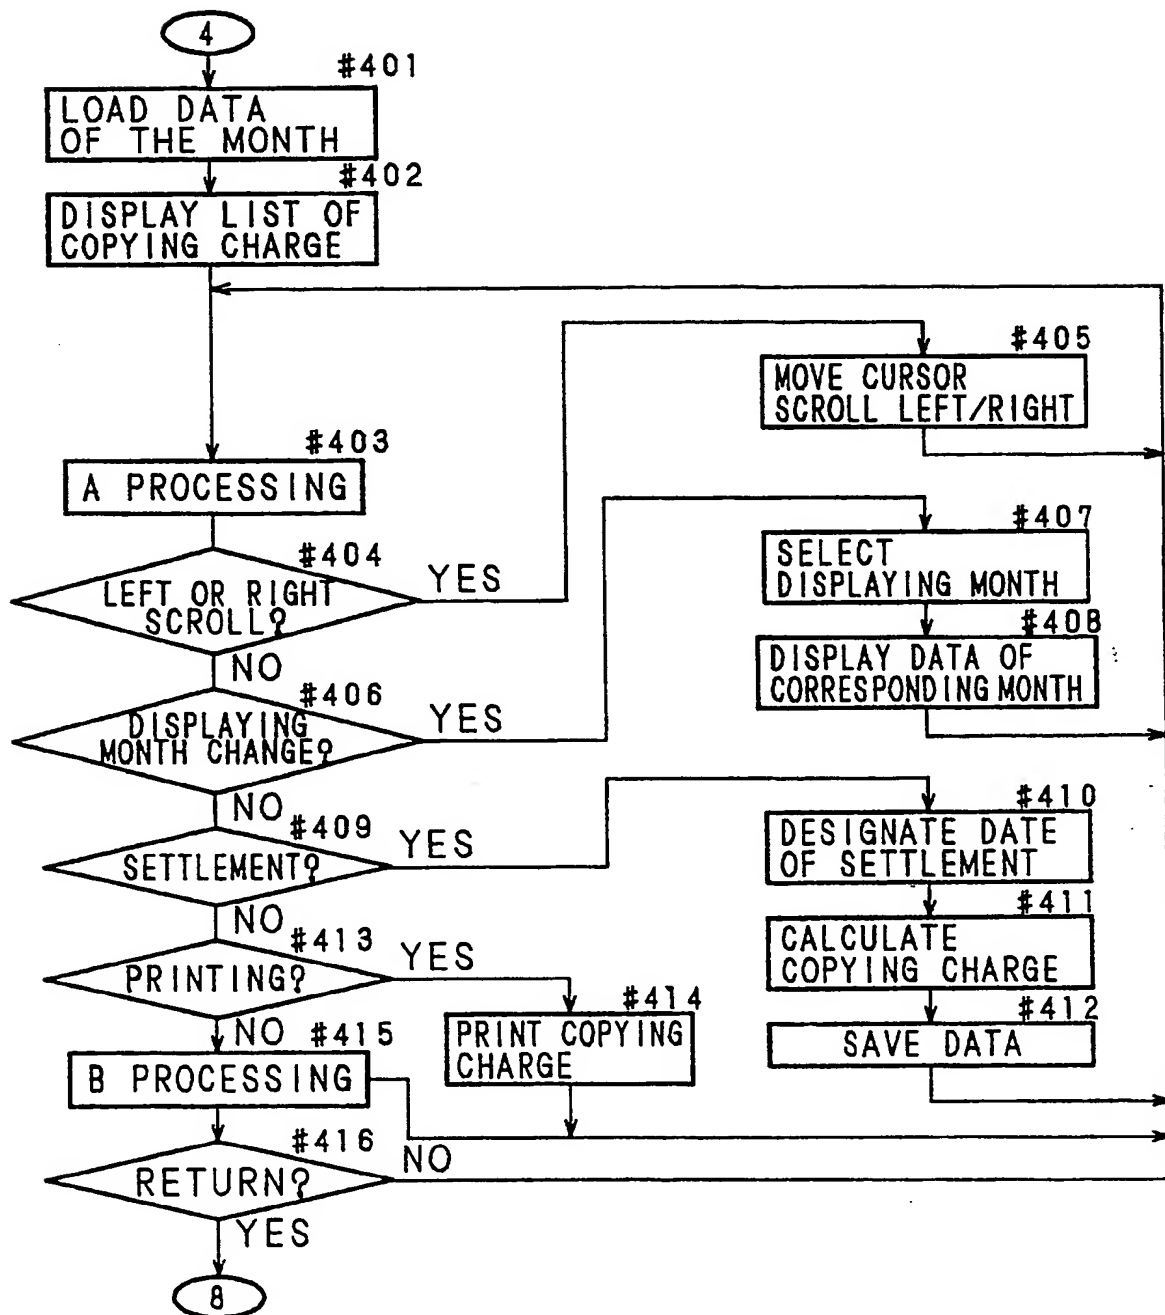 4
#401
LOAD DATA
OF THE MONTH
#402
DISPLAY LIST OF
COPYING CHARGE
#405
MOVE CURSOR
SCROLL LEFT/RIGHT
#403
A PROCESSING
#404
LEFT OR RIGHT
SCROLL?
YES
NO
#407
SELECT
DISPLAYING MONTH
#408
DISPLAY DATA OF
CORRESPONDING MONTH
#406
DISPLAYING
MONTH CHANGE?
YES
NO
#409
SETTLEMENT?
YES
NO
#410
DESIGNATE DATE
OF SETTLEMENT
#411
CALCULATE
COPYING CHARGE
#412
SAVE DATA
#413
PRINTING?
YES
NO
#414
PRINT COPYING
CHARGE
#415
B PROCESSING
#416
RETURN?
NO
YES
8